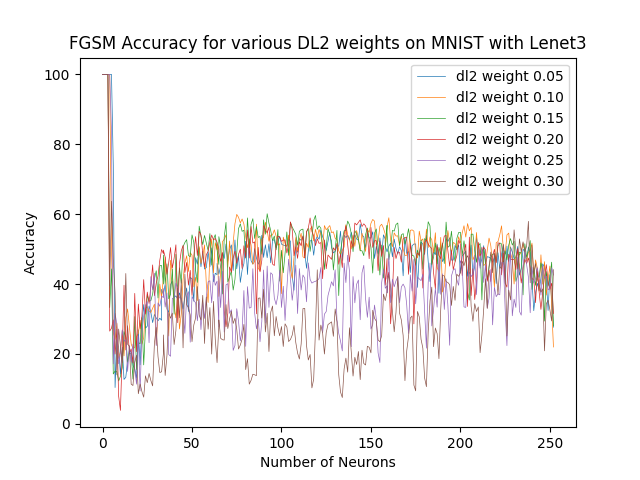 FGSM Accuracy for various DL2 weights on MNIST with Lenet3
dl2 weight 0.05
dl2 weight 0.10
dl2 weight 0.15
dl2 weight 0.20
dl2 weight 0.25
dl2 weight 0.30
100
80
60
40
20
0
Accuracy
0 50 100 150 200 250
Number of Neurons